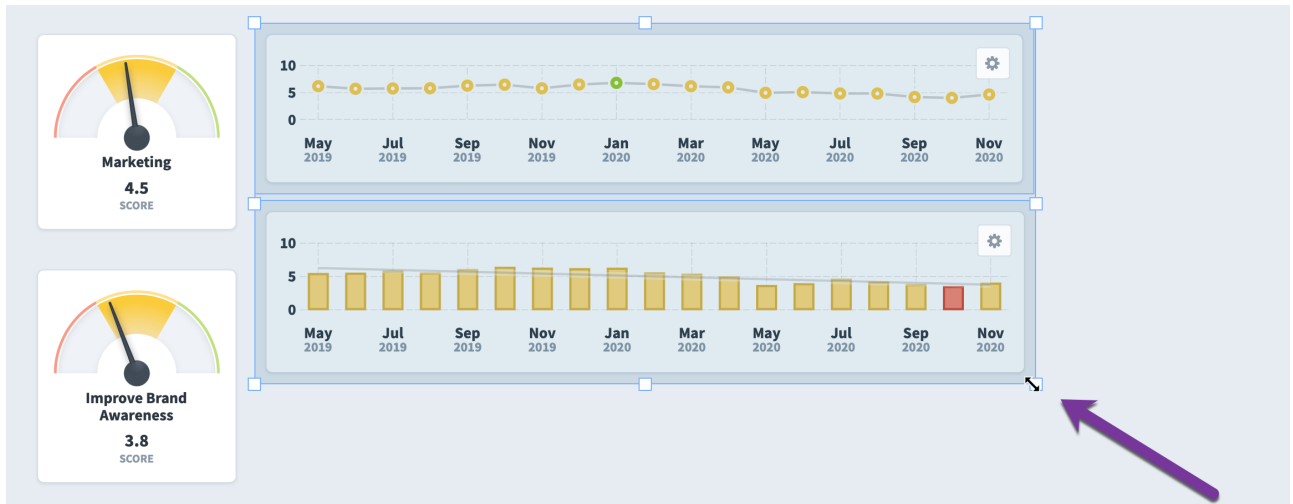 Marketing
4.5
SCORE
10
5
0
May Jul Sep Nov Jan Mar May Jul Sep Nov
2019 2019 2019 2019 2020 2020 2020 2020 2020 2020
Improve Brand
Awareness
3.8
SCORE
10
5
0
May Jul Sep Nov Jan Mar May Jul Sep Nov
2019 2019 2019 2019 2020 2020 2020 2020 2020 2020